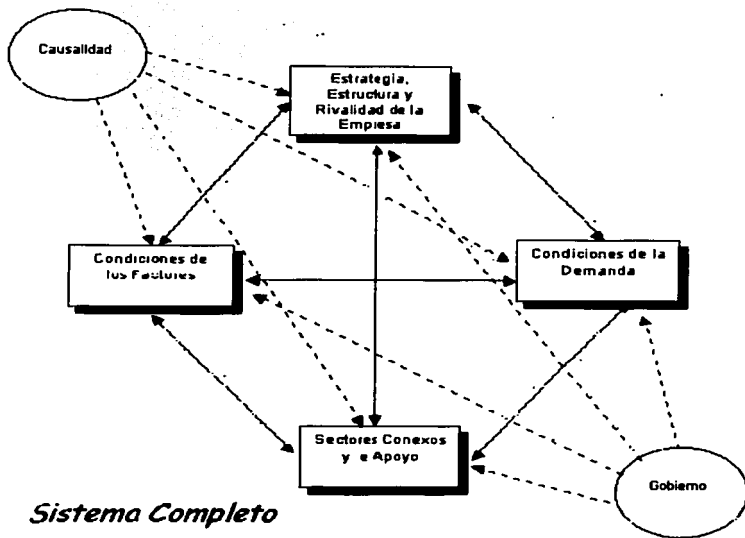 Causalidad
Estrategia,
Estructura y
Rivalidad de la
Empresa
Condiciones de
los Factores
Condiciones de la
Demanda
Sectores Conexos
y e Apoyo
Gobierno
Sistema Completo